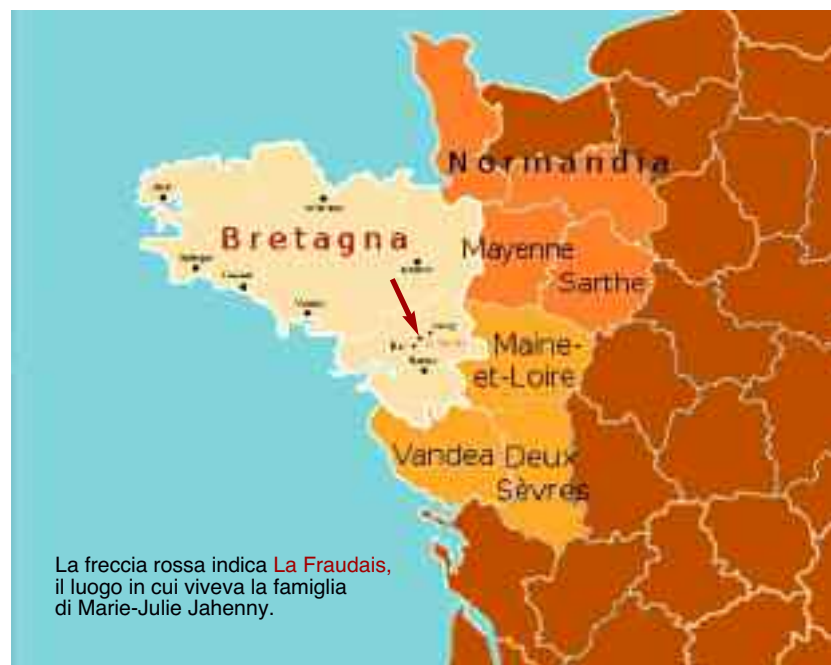 Normandia
Bretagna
Mayenne
Sarthe
Maine-
et-Loire
Vandea
Deux
Sèvres
La freccia rossa indica La Fraudais,
il luogo in cui viveva la famiglia
di Marie-Julie Jahenny.